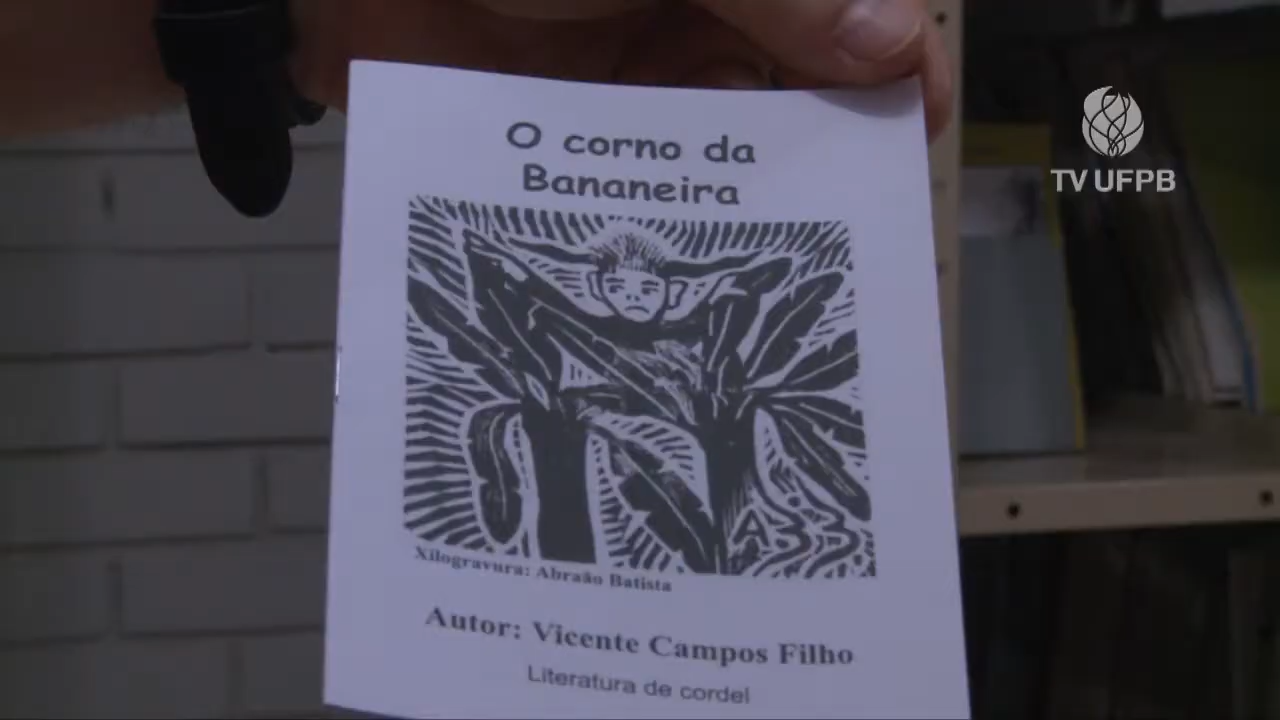 O corno da
Bananeira
Xilogravura: Abraão Batista
Autor: Vicente Campos Filho
Literatura de cordel
TV UFPB